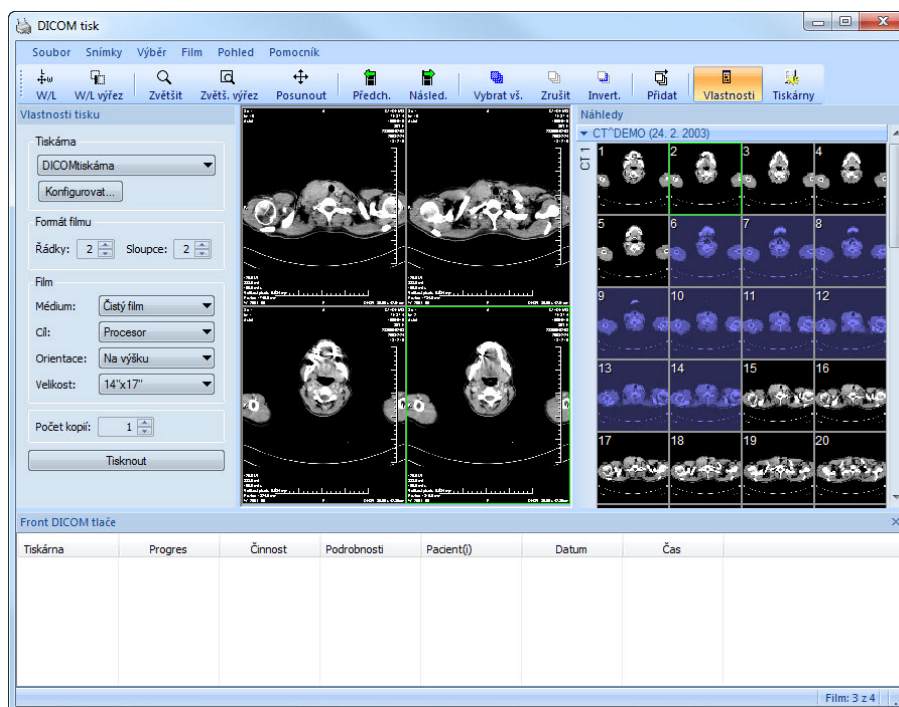 DICOM tisk
Soubor Snímky Výběr Film Pohled Pomocník
W/L W/L výřez Zvětšit Zvětš. výřez Posunout Předch. Násled. Vybrat vš. Zrušit Invert. Přidat Vlastnosti Tiskárny
Vlastnosti tisku
Tiskárna
DICOMtiskárna
Konfigurovat...
Formát filmu
Řádky: 2 Sloupce: 2
Film
Médium: Čistý film
Cíl: Procesor
Orientace: Na výšku
Velikost: 14"x17"
Počet kopií: 1
Tisknout
Náhledy
CT^DEMO (24. 2. 2003)
CT 1
1 2 3 4
5 6 7 8
9 10 11 12
13 14 15 16
17 18 19 20
Front DICOM tlače
Tiskárna Progres Činnost Podrobnosti Pacient(i) Datum Čas
Film: 3 z 4